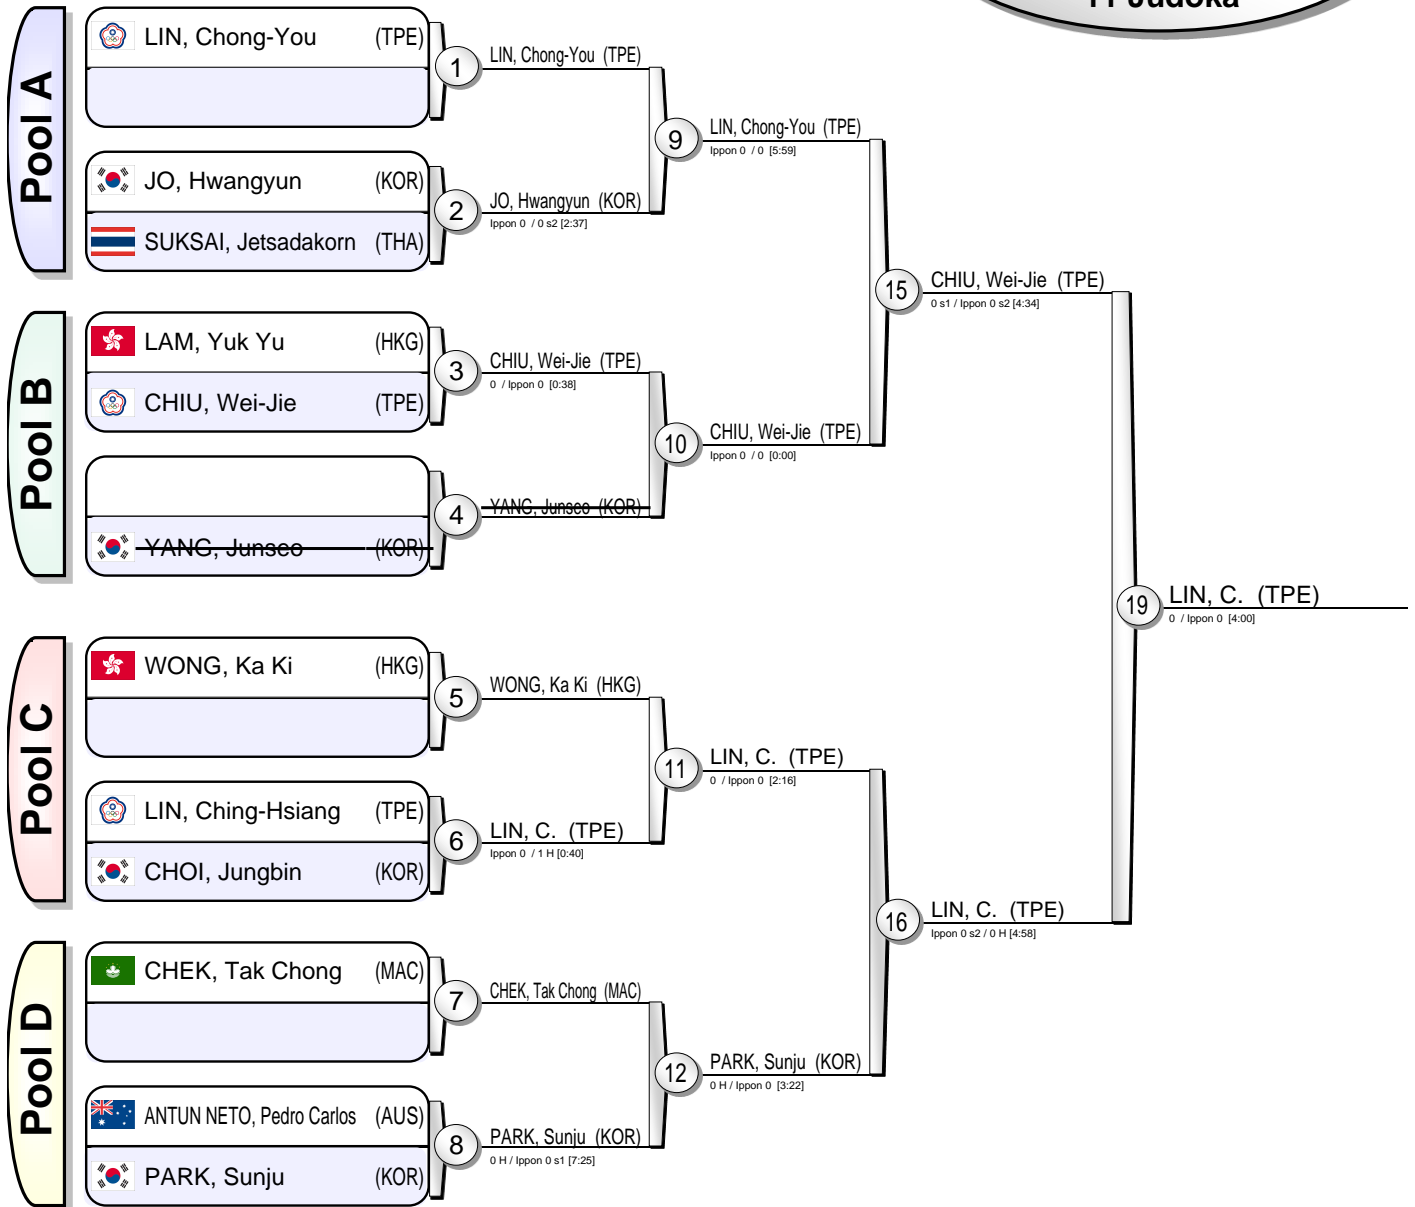 11 Judoka
Pool A
LIN, Chong-You (TPE)
1
LIN, Chong-You (TPE)
JO, Hwangyun (KOR)
SUKSAI, Jetsadakorn (THA)
2
JO, Hwangyun (KOR)
Ippon 0 / 0 s2 [2:37]
9
LIN, Chong-You (TPE)
Ippon 0 / 0 [5:59]
Pool B
LAM, Yuk Yu (HKG)
CHIU, Wei-Jie (TPE)
3
CHIU, Wei-Jie (TPE)
0 / Ippon 0 [0:38]
YANG, Junseo (KOR)
4
YANG, Junseo (KOR)
10
CHIU, Wei-Jie (TPE)
Ippon 0 / 0 [0:00]
15
CHIU, Wei-Jie (TPE)
0 s1 / Ippon 0 s2 [4:34]
Pool C
WONG, Ka Ki (HKG)
5
WONG, Ka Ki (HKG)
LIN, Ching-Hsiang (TPE)
CHOI, Jungbin (KOR)
6
LIN, C. (TPE)
Ippon 0 / 1 H [0:40]
11
LIN, C. (TPE)
0 / Ippon 0 [2:16]
Pool D
CHEK, Tak Chong (MAC)
7
CHEK, Tak Chong (MAC)
ANTUN NETO, Pedro Carlos (AUS)
PARK, Sunju (KOR)
8
PARK, Sunju (KOR)
0 H / Ippon 0 s1 [7:25]
12
PARK, Sunju (KOR)
0 H / Ippon 0 [3:22]
16
LIN, C. (TPE)
Ippon 0 s2 / 0 H [4:58]
19
LIN, C. (TPE)
0 / Ippon 0 [4:00]